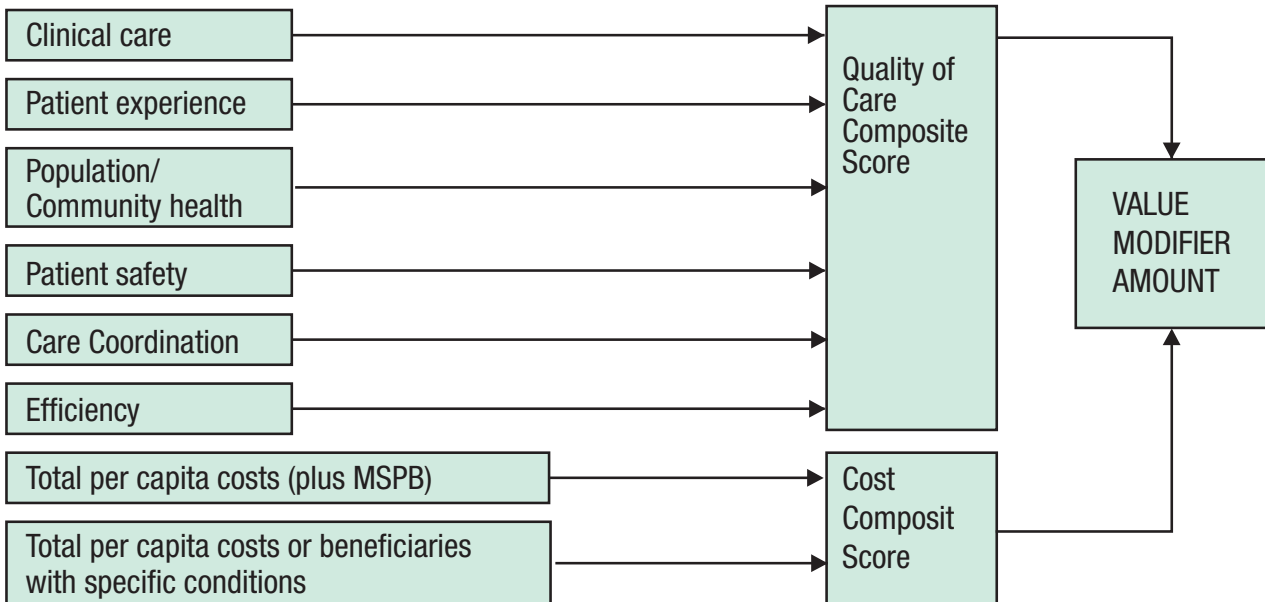 Clinical care
Patient experience
Population/
Community health
Patient safety
Care Coordination
Efficiency
Total per capita costs (plus MSPB)
Total per capita costs or beneficiaries
with specific conditions
Quality of
Care
Composite
Score
Cost
Composit
Score
VALUE
MODIFIER
AMOUNT